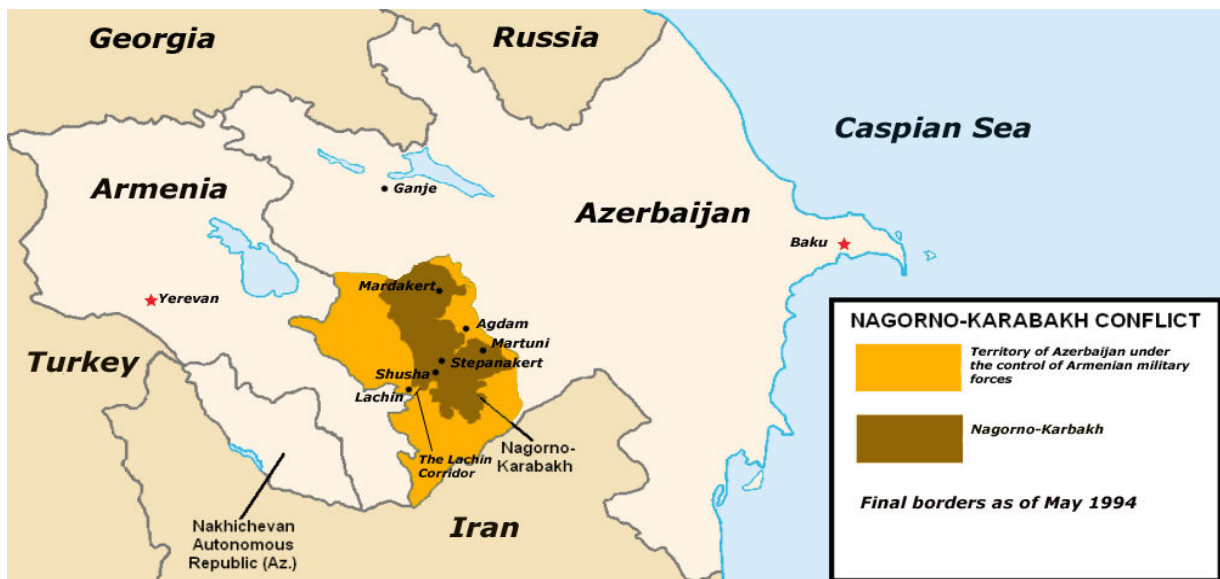 Georgia
Russia
Caspian Sea
Armenia
Ganje
Azerbaijan
Baku
Yerevan
Mardakert
Agdam
Martuni
Stepanakert
Shusha
Lachin
Turkey
Nagorno-
Karabakh
The Lachin
Corridor
Iran
Nakhichevan
Autonomous
Republic (Az.)
NAGORNO-KARABAKH CONFLICT
Territory of Azerbaijan under
the control of Armenian military
forces
Nagorno-Karbakh
Final borders as of May 1994